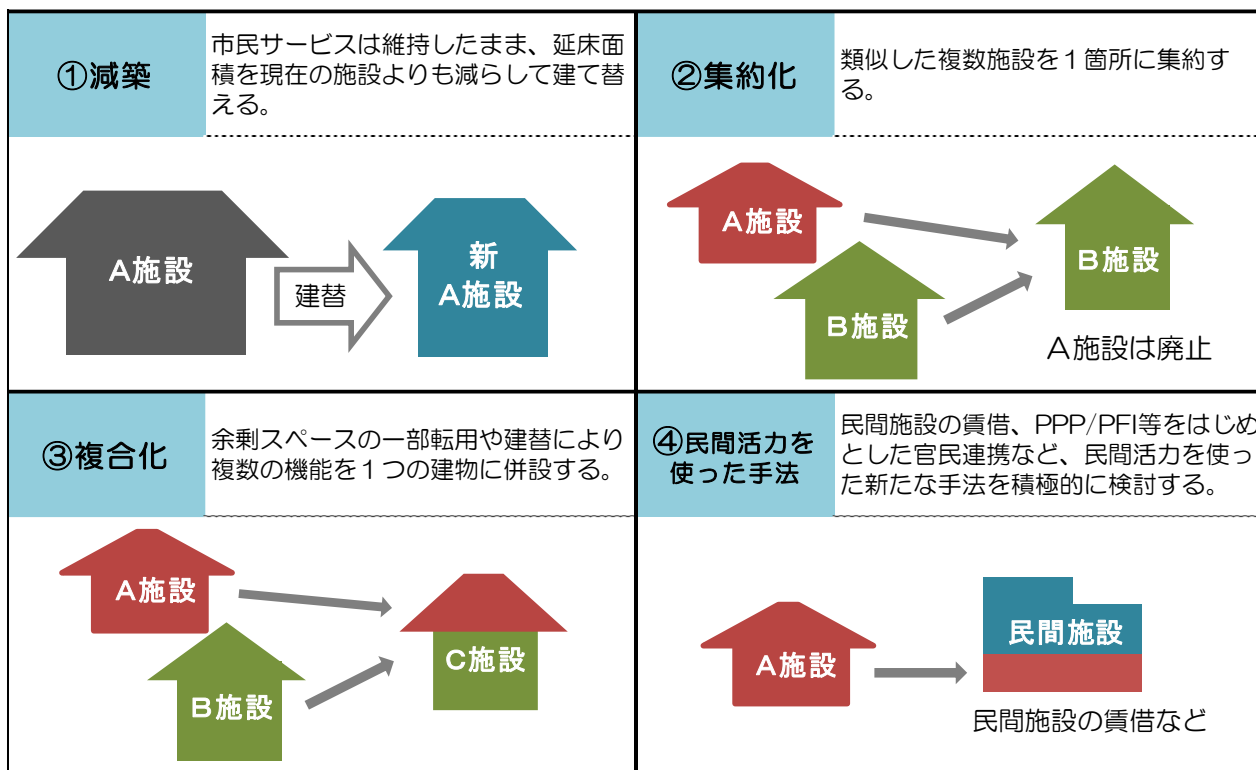 ①減築
市民サービスは維持したまま、延床面
積を現在の施設よりも減らして建て替
える。
A施設
建替
新
A施設
②集約化
類似した複数施設を1箇所に集約す
る。
A施設
B施設
B施設
A施設は廃止
③複合化
余剰スペースの一部転用や建替により
複数の機能を1つの建物に併設する。
A施設
B施設
C施設
④民間活力を
使った手法
民間施設の賃借、PPP/PFI等をはじめ
とした官民連携など、民間活力を使っ
た新たな手法を積極的に検討する。
A施設
民間施設
民間施設の賃借など